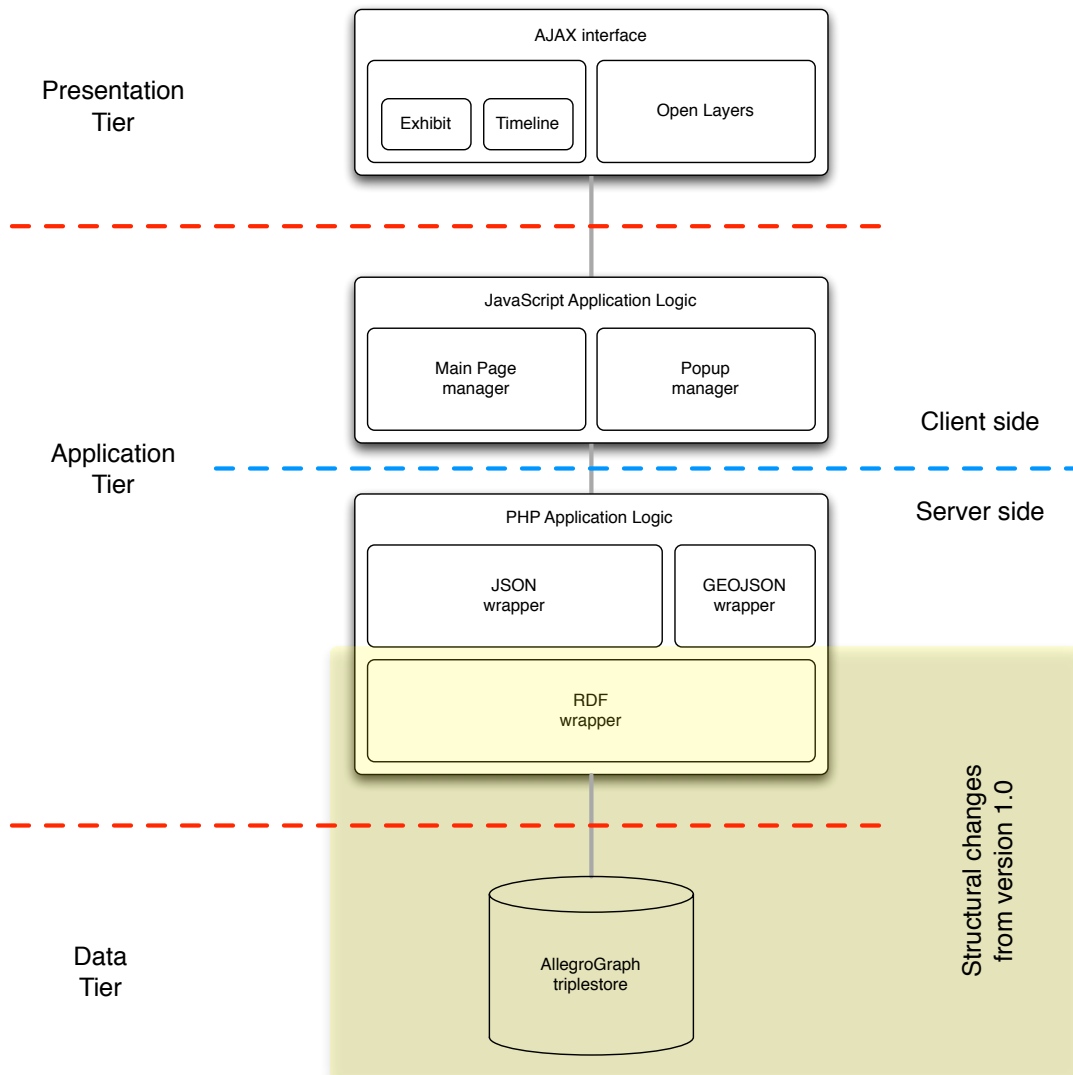 AJAX interface
Presentation
Tier
Exhibit
Timeline
Open Layers
JavaScript Application Logic
Main Page
manager
Popup
manager
Client side
Application
Tier
Server side
PHP Application Logic
JSON
wrapper
GEOJSON
wrapper
RDF
wrapper
Structural changes
from version 1.0
Data
Tier
AllegroGraph
triplestore